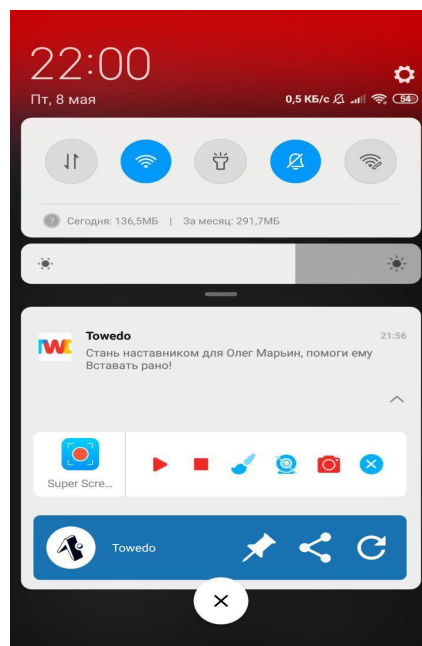 22:00
Пт, 8 мая
0,5 КБ/с
54
Сегодня: 136,5МБ | За месяц: 291,7МБ
Towedo
21:56
Стань наставником для Олег Марьин, помоги ему
Вставать рано!
Super Scre...
Towedo